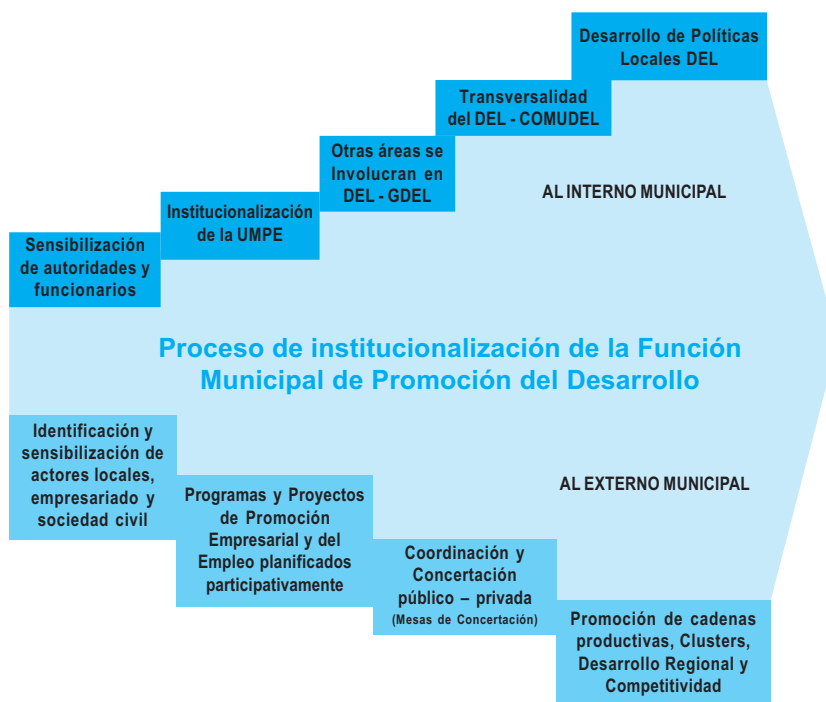 Desarrollo de Políticas
Locales DEL
Transversalidad
del DEL - COMUDEL
Otras áreas se
Involucran en
DEL - GDEL
AL INTERNO MUNICIPAL
Institucionalización
de la UMPE
Sensibilización
de autoridades y
funcionarios
Proceso de institucionalización de la Función
Municipal de Promoción del Desarrollo
Identificación y
sensibilización de
actores locales,
empresariado y
sociedad civil
AL EXTERNO MUNICIPAL
Programas y Proyectos
de Promoción
Empresarial y del
Empleo planificados
participativamente
Coordinación y
Concertación
público – privada
(Mesas de Concertación)
Promoción de cadenas
productivas, Clusters,
Desarrollo Regional y
Competitividad